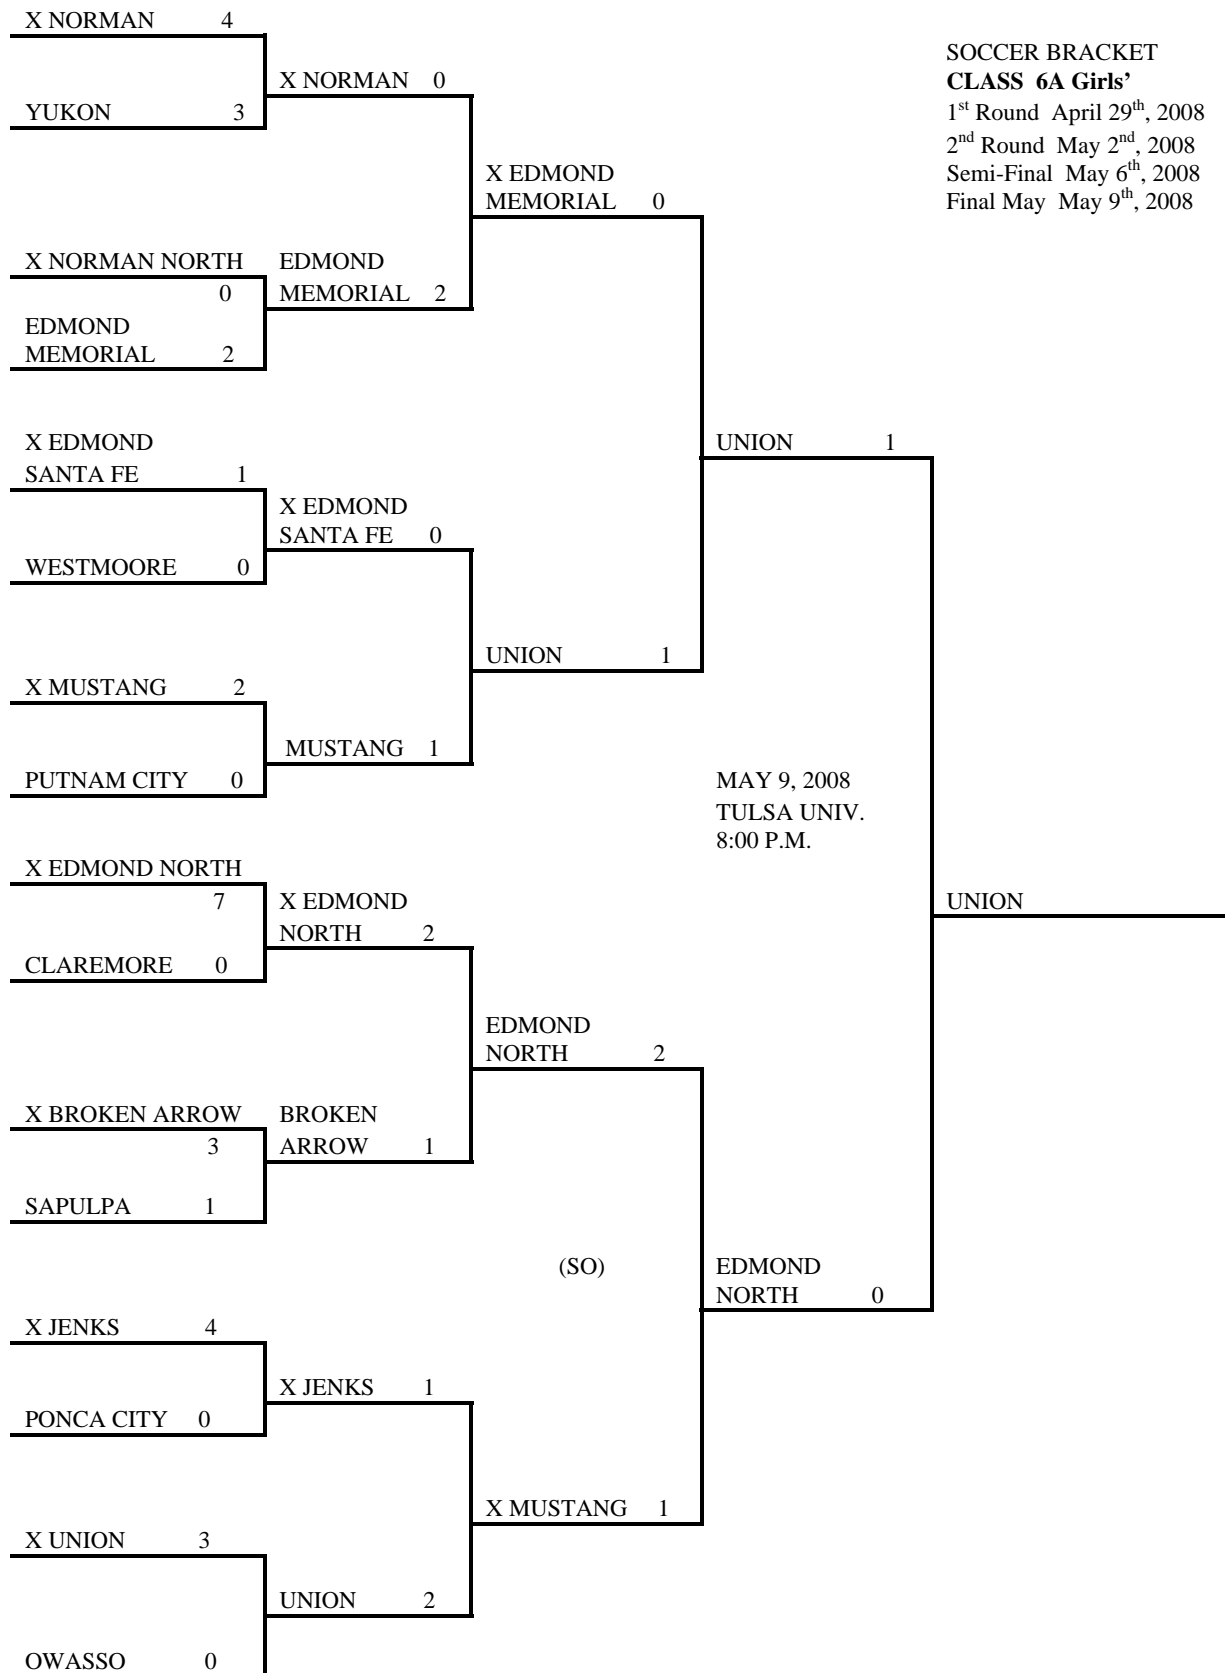 X NORMAN 4
YUKON 3
X NORMAN NORTH
0
EDMOND
MEMORIAL 2
X EDMOND
SANTA FE 1
WESTMOORE 0
X MUSTANG 2
PUTNAM CITY 0
X EDMOND NORTH
7
CLAREMORE 0
X BROKEN ARROW
3
SAPULPA 1
X JENKS 4
PONCA CITY 0
X UNION 3
OWASSO 0
X NORMAN 0
EDMOND
MEMORIAL 2
X EDMOND
SANTA FE 0
MUSTANG 1
X EDMOND
NORTH 2
BROKEN
ARROW 1
X JENKS 1
UNION 2
X EDMOND
MEMORIAL 0
UNION 1
EDMOND
NORTH 2
(SO)
X MUSTANG 1
UNION 1
MAY 9, 2008
TULSA UNIV.
8:00 P.M.
EDMOND
NORTH 0
SOCCER BRACKET
CLASS 6A Girls'
1st Round April 29th, 2008
2nd Round May 2nd, 2008
Semi-Final May 6th, 2008
Final May May 9th, 2008
UNION